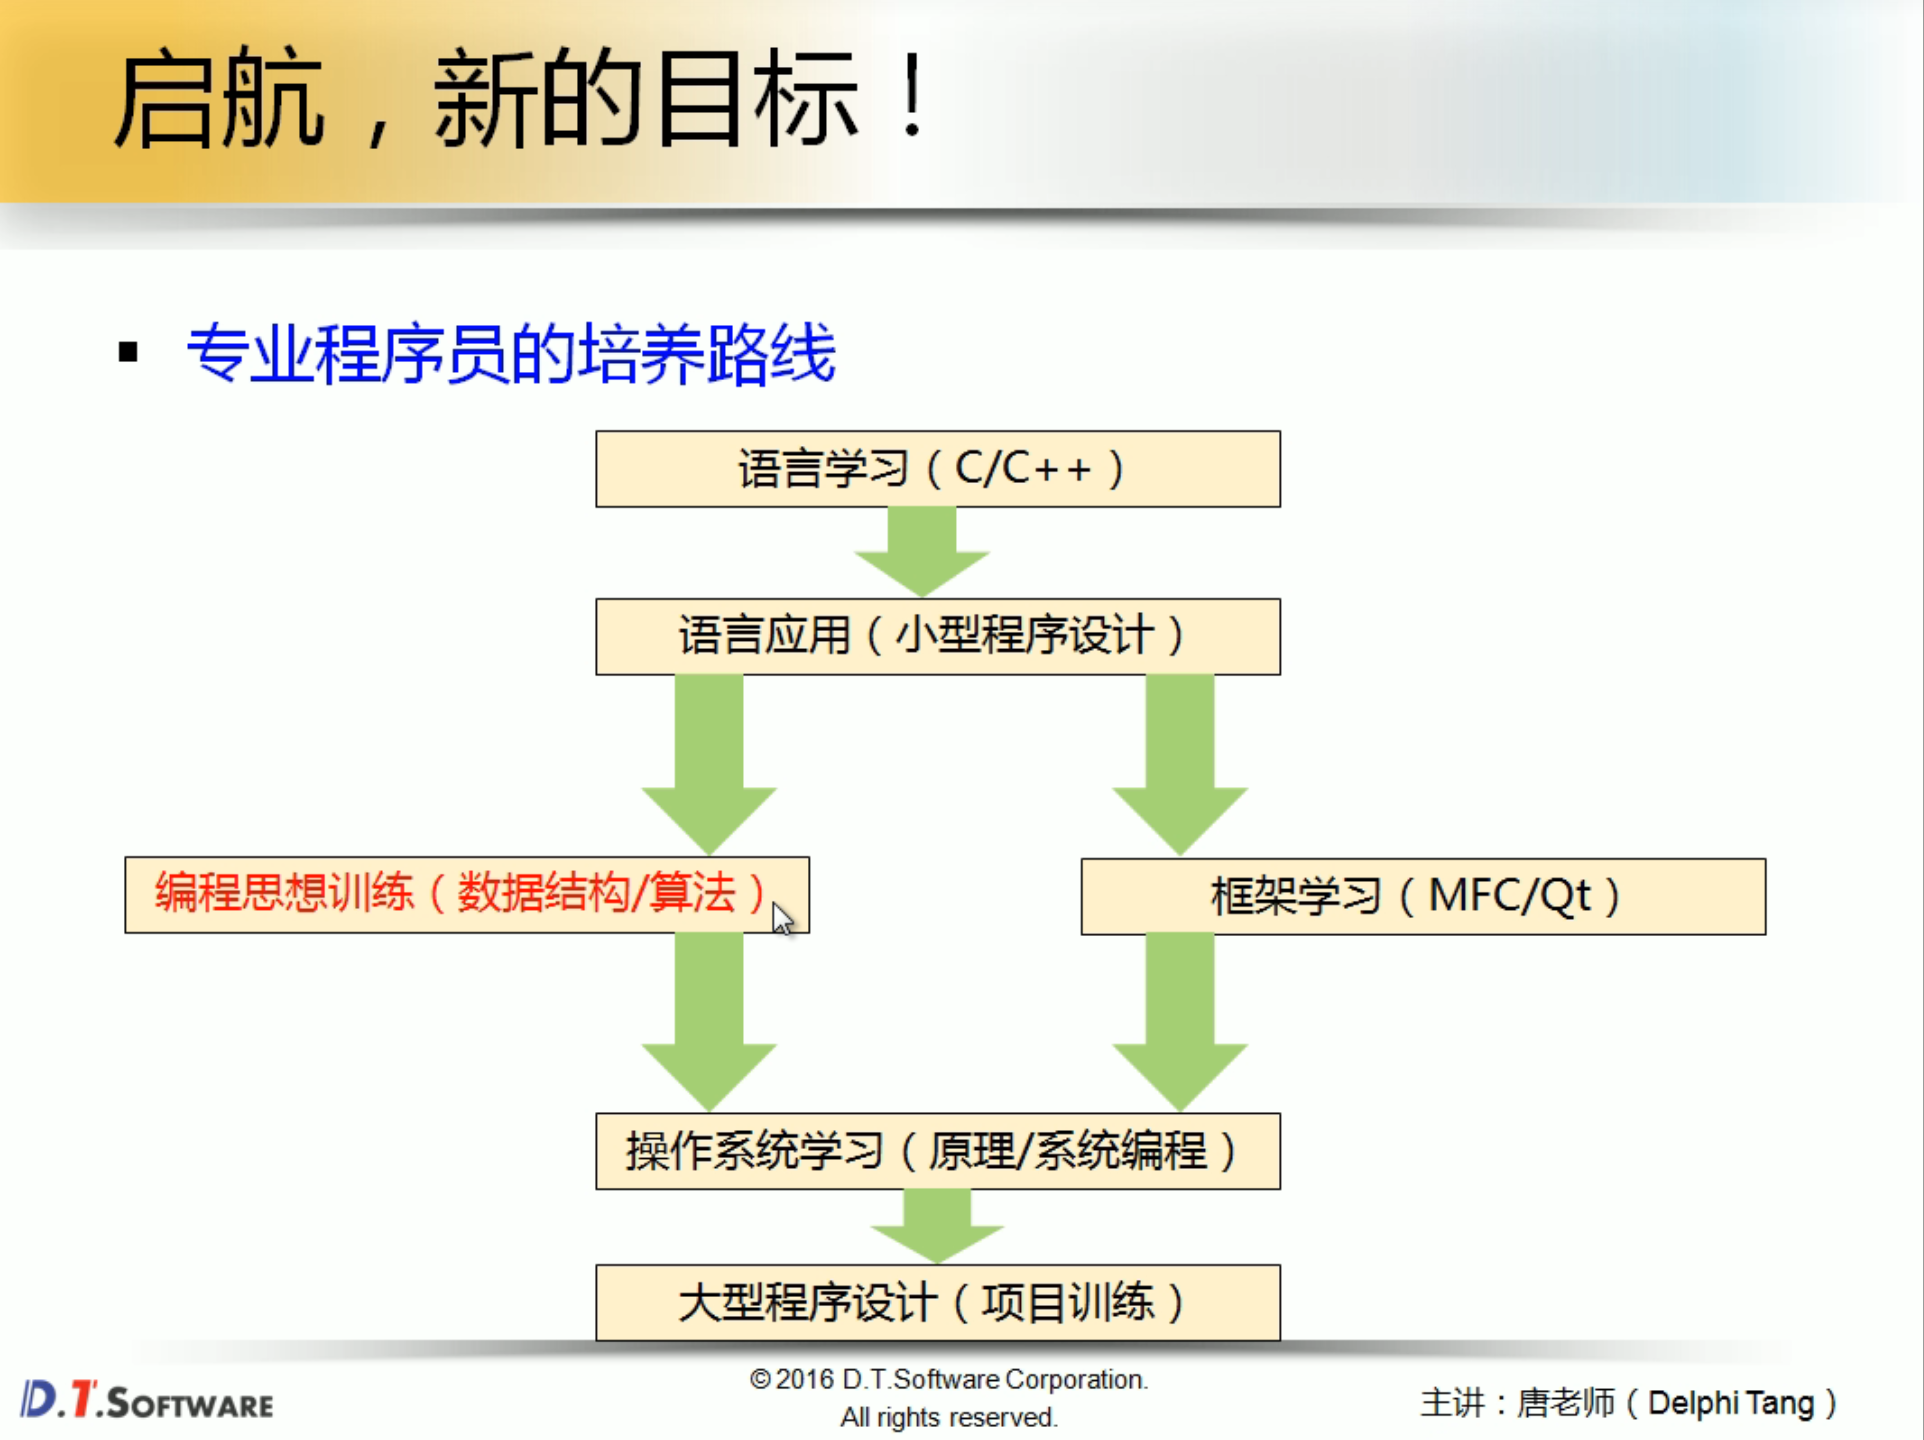 启航，新的目标！
▪ 专业程序员的培养路线
语言学习（C/C++）
语言应用（小型程序设计）
编程思想训练（数据结构/算法）
框架学习（MFC/Qt）
操作系统学习（原理/系统编程）
大型程序设计（项目训练）
D.T.SOFTWARE
© 2016 D.T.Software Corporation.
All rights reserved.
主讲：唐老师（Delphi Tang）